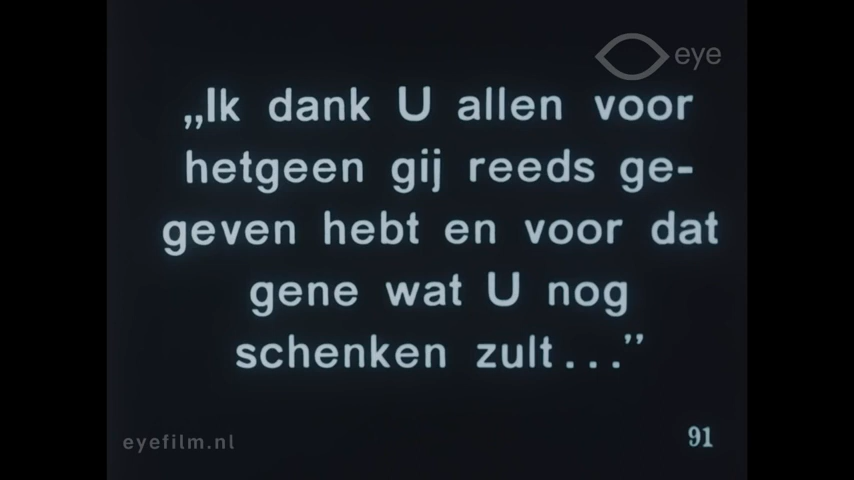 eye
„Ik dank U allen voor
hetgeen gij reeds ge-
geven hebt en voor dat
gene wat U nog
schenken zult...”
eyefilm.nl
91